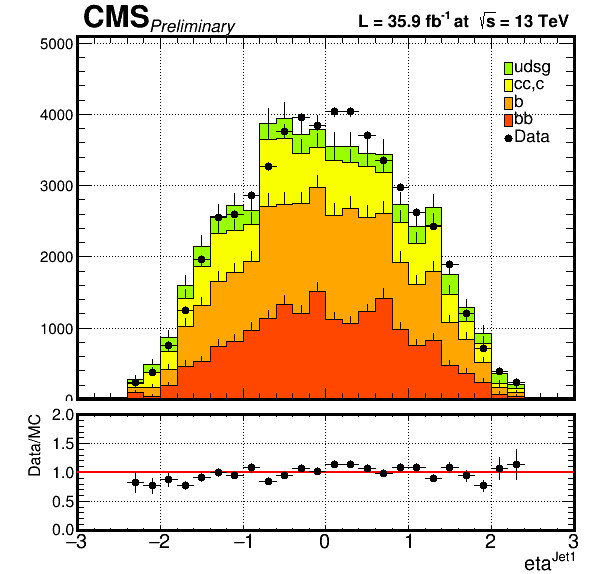 CMS Preliminary L = 35.9 fb⁻¹ at √s = 13 TeV
5000
udsg
cc,c
b
bb
Data
4000
3000
2000
1000
0
2.0
1.5
1.0
0.5
0.0
Data/MC
−3 −2 −1 0 1 2 3
eta^Jet1